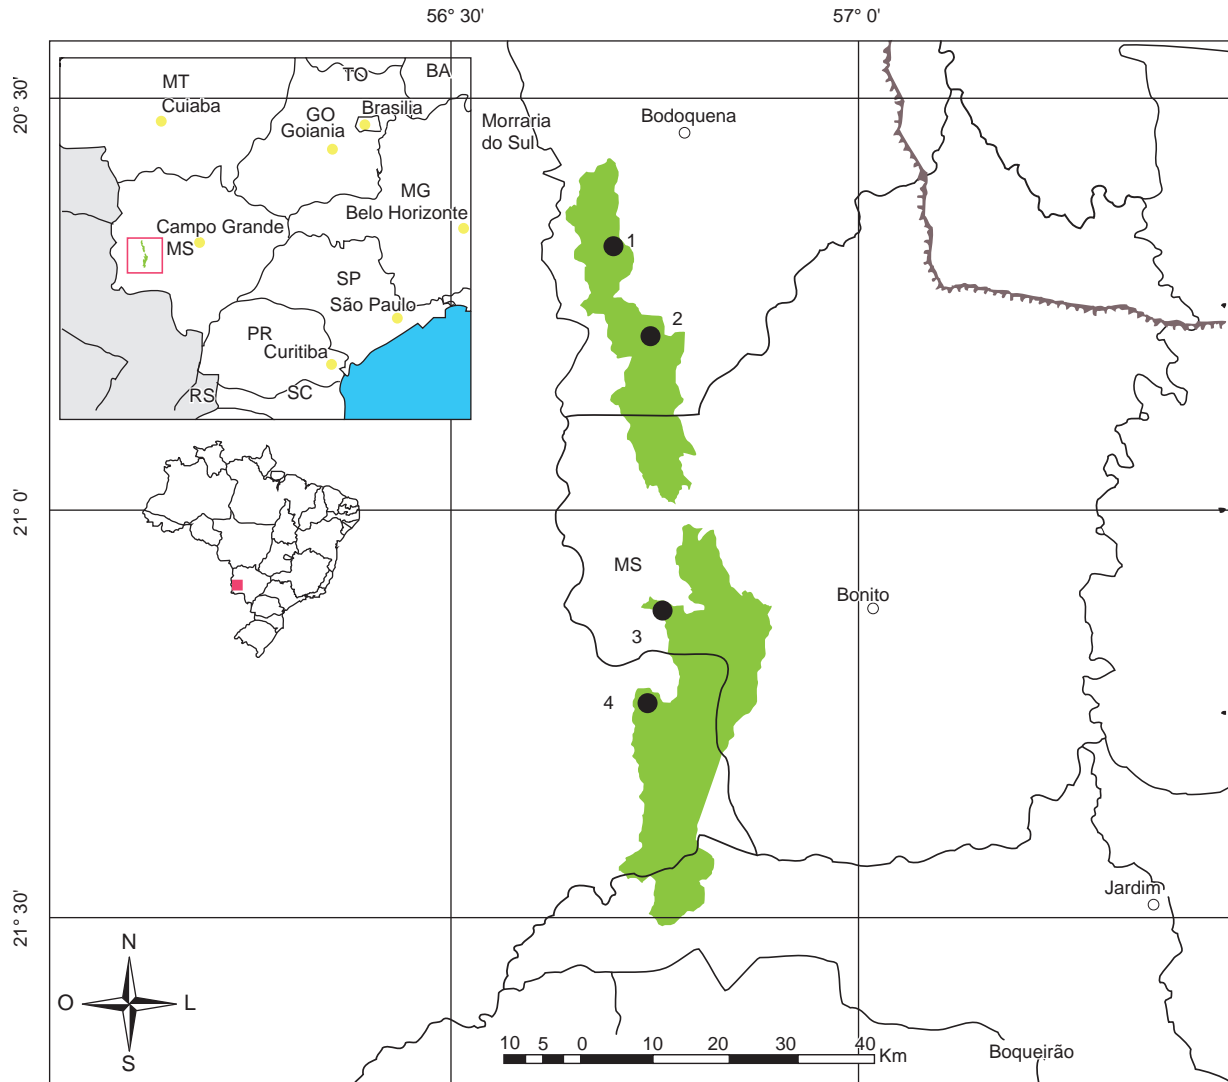 56° 30'
57° 0'
20° 30'
21° 0'
21° 30'
MT
Cuiaba
TO
BA
GO
Goiania
Brasilia
MG
Belo Horizonte
Campo Grande
MS
SP
São Paulo
PR
Curitiba
RS
SC
Morraria
do Sul
Bodoquena
1
2
MS
3
4
Bonito
Jardim
Boqueirão
N
O
L
S
10 5 0 10 20 30 40
Km